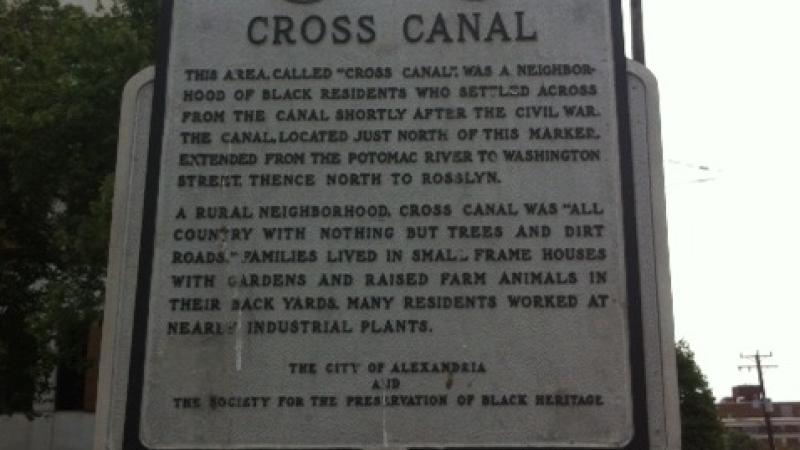 CROSS CANAL
THIS AREA, CALLED "CROSS CANAL", WAS A NEIGHBOR-
HOOD OF BLACK RESIDENTS WHO SETTLED ACROSS
FROM THE CANAL SHORTLY AFTER THE CIVIL WAR.
THE CANAL, LOCATED JUST NORTH OF THIS MARKER,
EXTENDED FROM THE POTOMAC RIVER TO WASHINGTON
STREET, THENCE NORTH TO ROSSLYN.
A RURAL NEIGHBORHOOD, CROSS CANAL WAS "ALL
COUNTRY WITH NOTHING BUT TREES AND DIRT
ROADS." FAMILIES LIVED IN SMALL FRAME HOUSES
WITH GARDENS AND RAISED FARM ANIMALS IN
THEIR BACK YARDS. MANY RESIDENTS WORKED AT
NEARBY INDUSTRIAL PLANTS.
THE CITY OF ALEXANDRIA
AND
THE SOCIETY FOR THE PRESERVATION OF BLACK HERITAGE